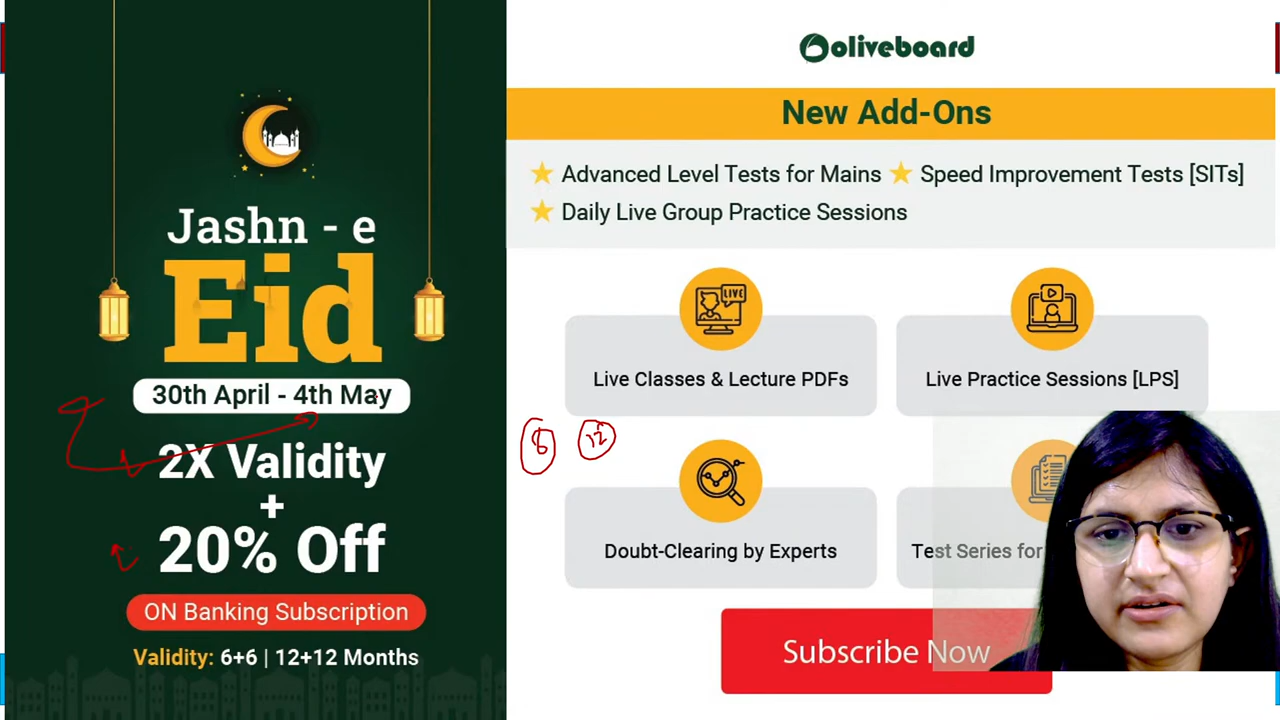 Jashn - e
Eid
30th April - 4th May
2X Validity
+
20% Off
ON Banking Subscription
Validity: 6+6 | 12+12 Months
oliveboard
New Add-Ons
Advanced Level Tests for Mains
Speed Improvement Tests [SITs]
Daily Live Group Practice Sessions
LIVE
Live Classes & Lecture PDFs
Live Practice Sessions [LPS]
12
Doubt-Clearing by Experts
Test Series for
Subscribe Now